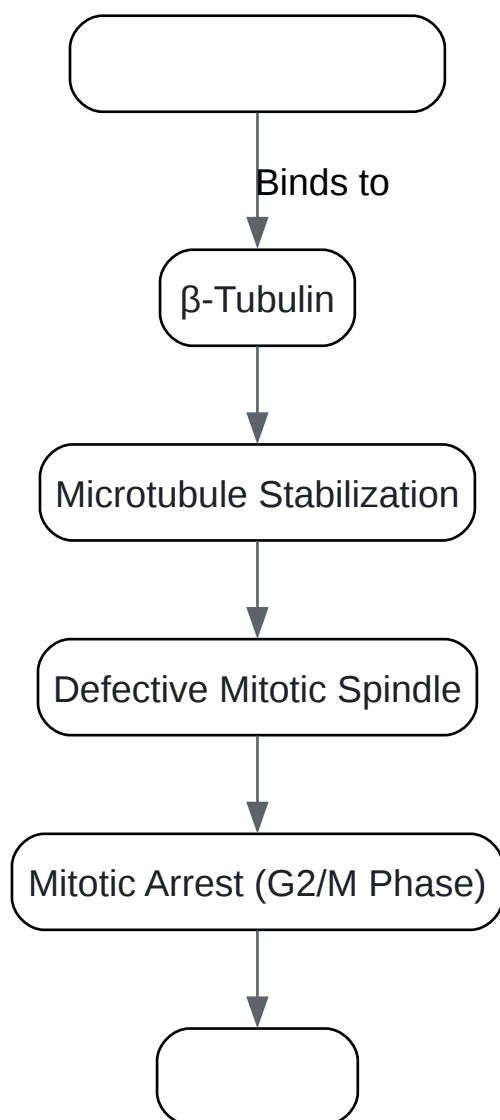 Binds to
β-Tubulin
Microtubule Stabilization
Defective Mitotic Spindle
Mitotic Arrest (G2/M Phase)